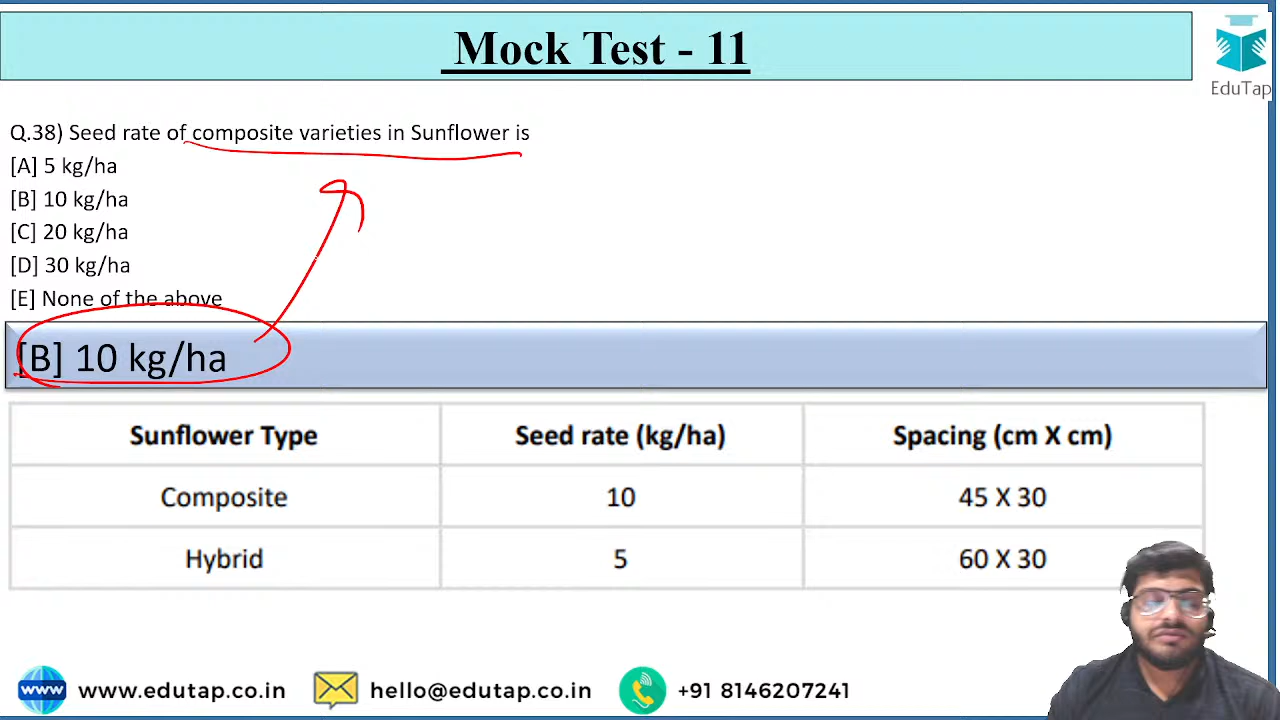 Mock Test - 11
EduTap
Q.38) Seed rate of composite varieties in Sunflower is
[A] 5 kg/ha
[B] 10 kg/ha
[C] 20 kg/ha
[D] 30 kg/ha
[E] None of the above
[B] 10 kg/ha
Sunflower Type Seed rate (kg/ha) Spacing (cm X cm)
Composite 10 45 X 30
Hybrid 5 60 X 30
www www.edutap.co.in hello@edutap.co.in +91 8146207241